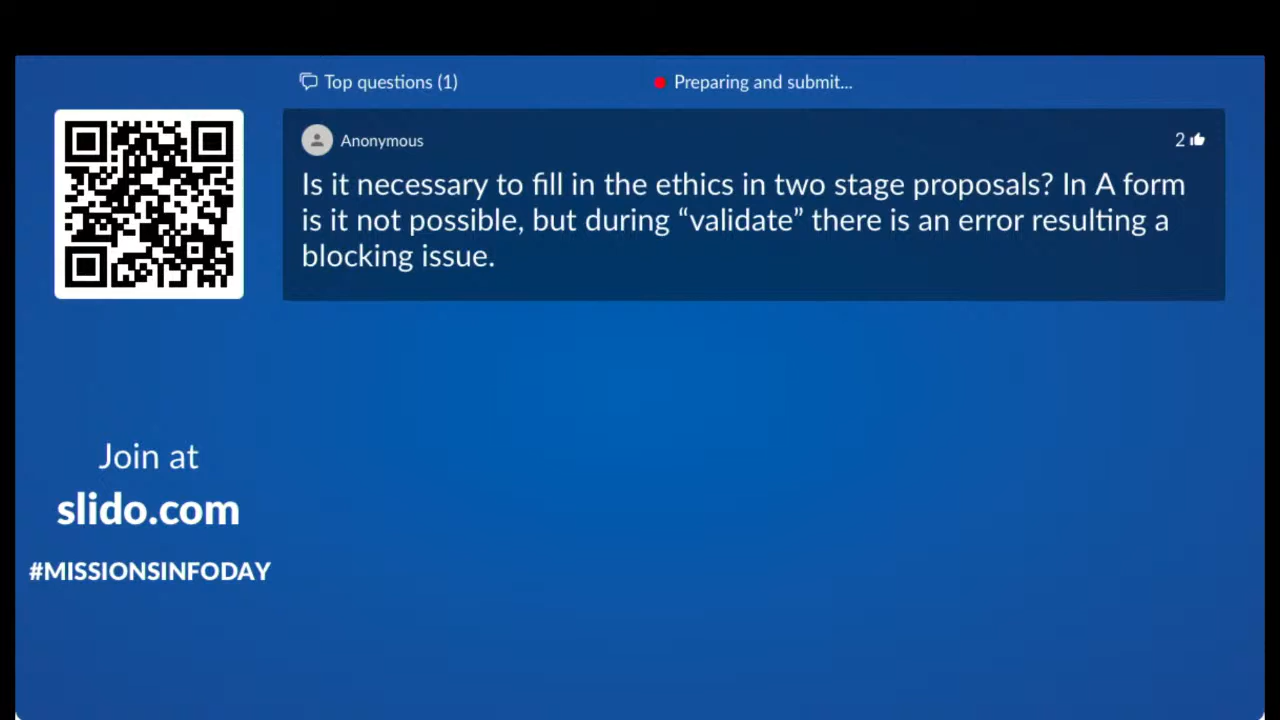 Top questions (1)
Preparing and submit...
Anonymous
2
Is it necessary to fill in the ethics in two stage proposals? In A form
is it not possible, but during “validate” there is an error resulting a
blocking issue.
Join at
slido.com
#MISSIONSINFODAY